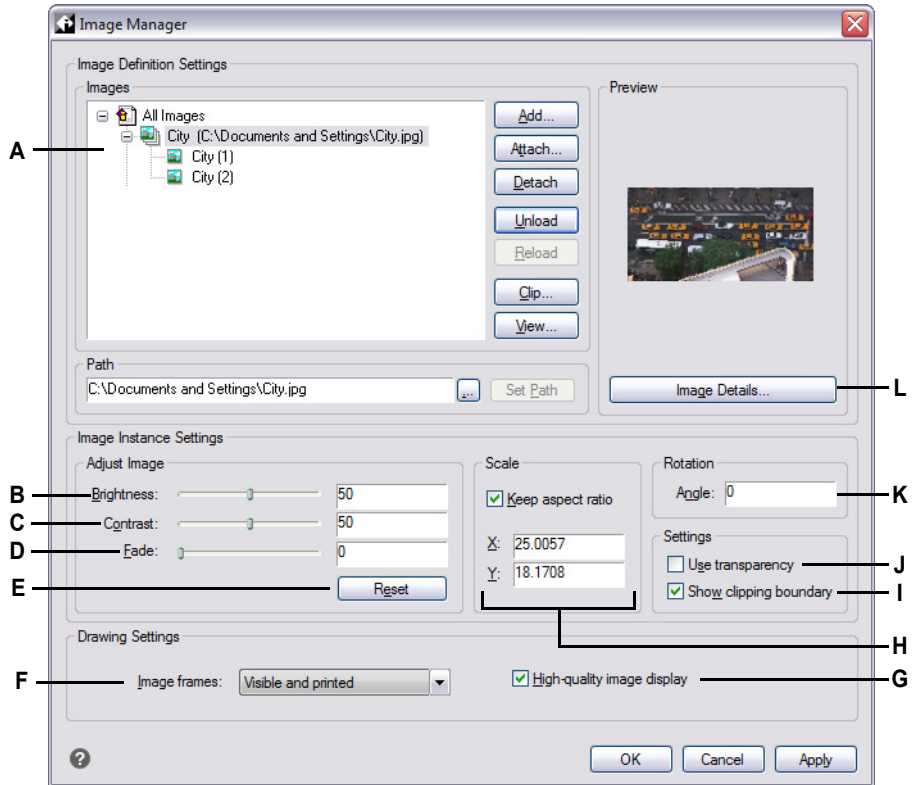 Image Manager
Image Definition Settings
Images
Preview
All Images
City (C:\Documents and Settings\City.jpg)
City (1)
City (2)
A
Add...
Attach...
Detach
Unload
Reload
Clip...
View...
Path
C:\Documents and Settings\City.jpg
...
Set Path
Image Details...
L
Image Instance Settings
Adjust Image
B
Brightness:
50
C
Contrast:
50
D
Fade:
0
E
Reset
Scale
Keep aspect ratio
X:
25.0057
Y:
18.1708
H
Rotation
Angle:
0
K
Settings
Use transparency
J
Show clipping boundary
I
Drawing Settings
F
Image frames:
Visible and printed
High-quality image display
G
?
OK
Cancel
Apply